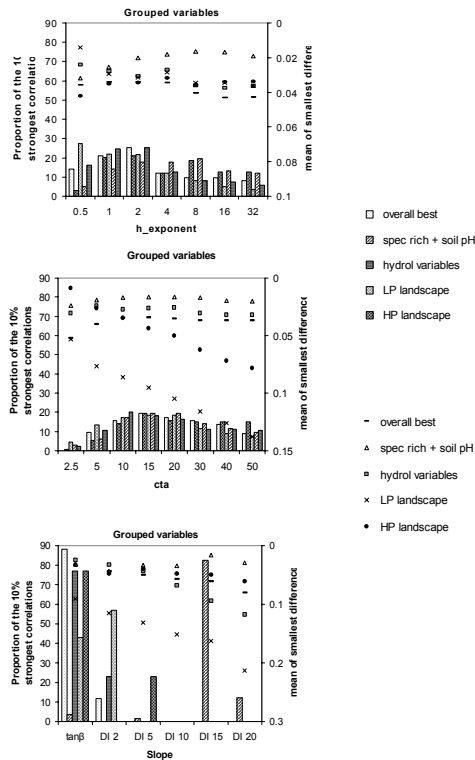 Grouped variables
Proportion of the 10
strongest correlatic
mean of smallest difference
90
80
70
60
50
40
30
20
10
0
0
0.02
0.04
0.06
0.08
0.1
0.5 1 2 4 8 16 32
h_exponent
Grouped variables
Proportion of the 10%
strongest correlations
mean of smallest difference
90
80
70
60
50
40
30
20
10
0
0
0.05
0.1
0.15
2.5 5 10 15 20 30 40 50
cta
Grouped variables
Proportion of the 10%
strongest correlations
mean of smallest difference
90
80
70
60
50
40
30
20
10
0
0
0.1
0.2
0.3
tanβ DI 2 DI 5 DI 10 DI 15 DI 20
Slope
overall best
spec rich + soil pH
hydrol variables
LP landscape
HP landscape
overall best
spec rich + soil pH
hydrol variables
LP landscape
HP landscape